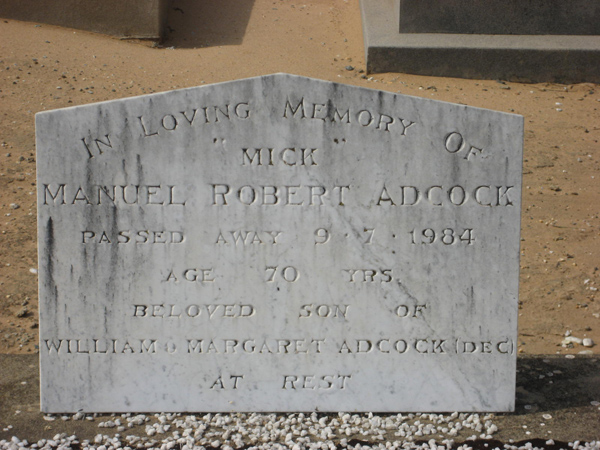 IN LOVING MEMORY OF
"MICK"
MANUEL ROBERT ADCOCK
PASSED AWAY 9·7·1984
AGE 70 YRS.
BELOVED SON OF
WILLIAM & MARGARET ADCOCK (DEC)
AT REST